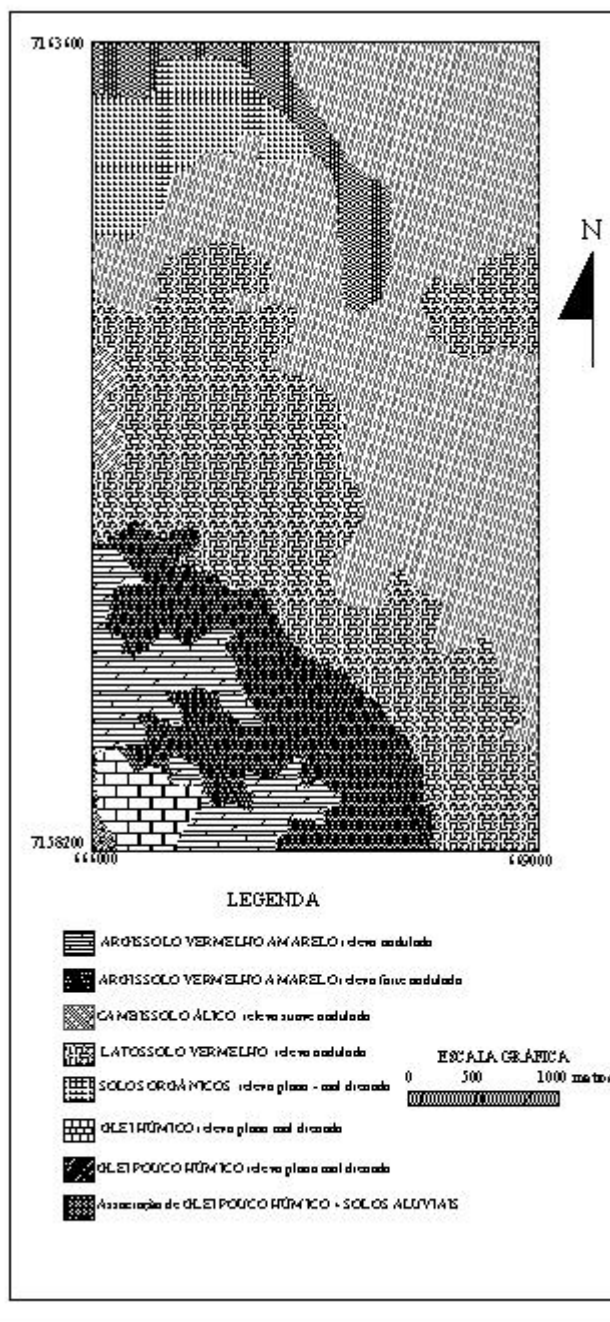 7163600
N
7158200
666000 669000
LEGENDA
ARGISSOLO VERMELHO AMARELO relevo ondulado
ARGISSOLO VERMELHO AMARELO relevo forte ondulado
CAMBISSOLO ÁLICO relevo suave ondulado
LATOSSOLO VERMELHO relevo ondulado
ESCALA GRÁFICA
0 500 1000 metros
SOLOS ORGÂNICOS relevo plano - mal drenado
GLEI HÚMICO relevo plano mal drenado
GLEI POUCO HÚMICO relevo plano mal drenado
Associação de GLEI POUCO HÚMICO + SOLOS ALUVIAIS